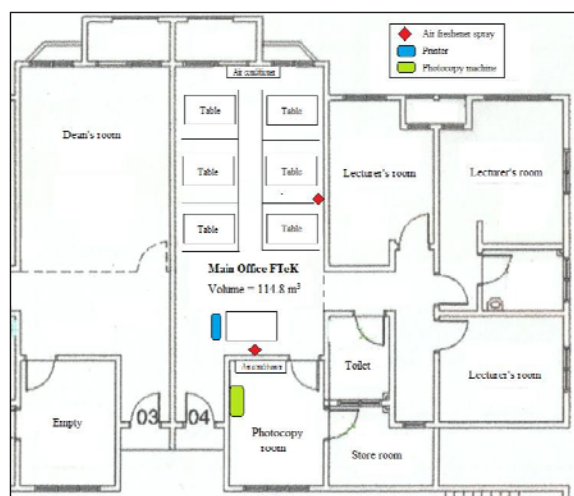 Air freshener spray
Printer
Photocopy machine
Air conditioner
Table
Table
Dean's room
Table
Table
Lecturer's room
Lecturer's room
Table
Table
Main Office FTeK
Volume = 114.8 m³
Air conditioner
Toilet
Lecturer's room
Empty
03
04
Photocopy
room
Store room